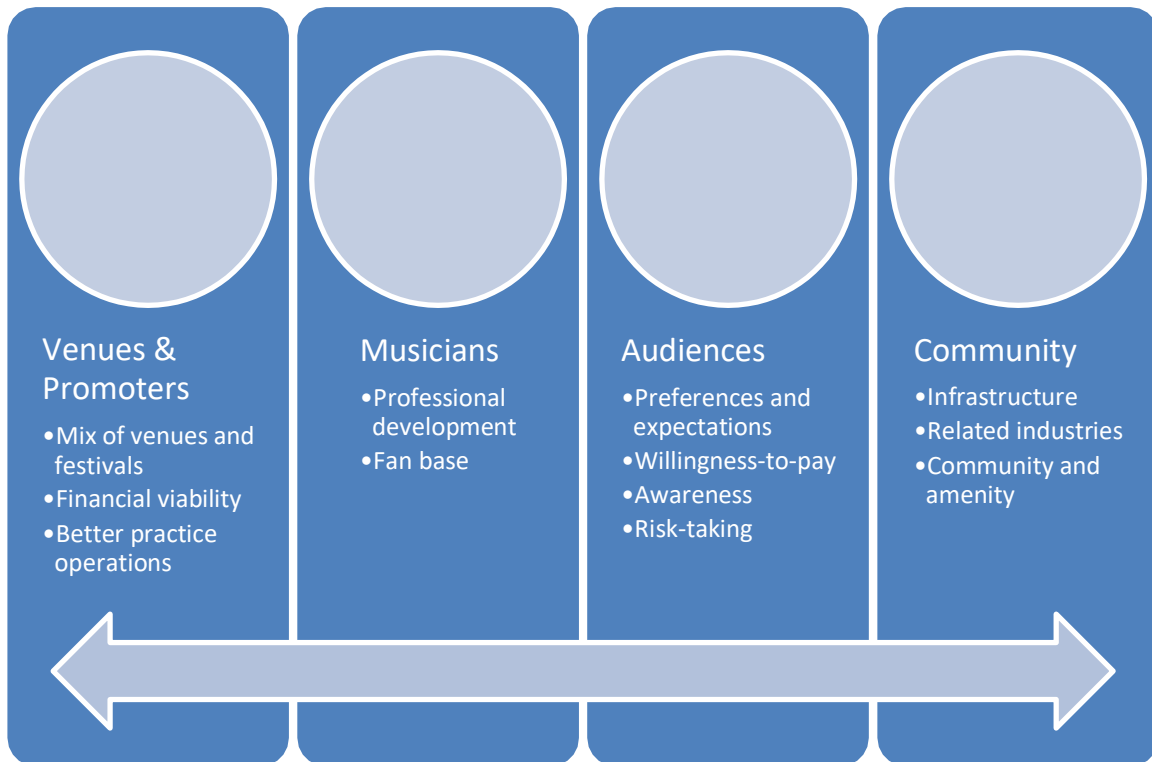 Venues &
Promoters
•Mix of venues and
festivals
•Financial viability
•Better practice
operations
Musicians
•Professional
development
•Fan base
Audiences
•Preferences and
expectations
•Willingness-to-pay
•Awareness
•Risk-taking
Community
•Infrastructure
•Related industries
•Community and
amenity